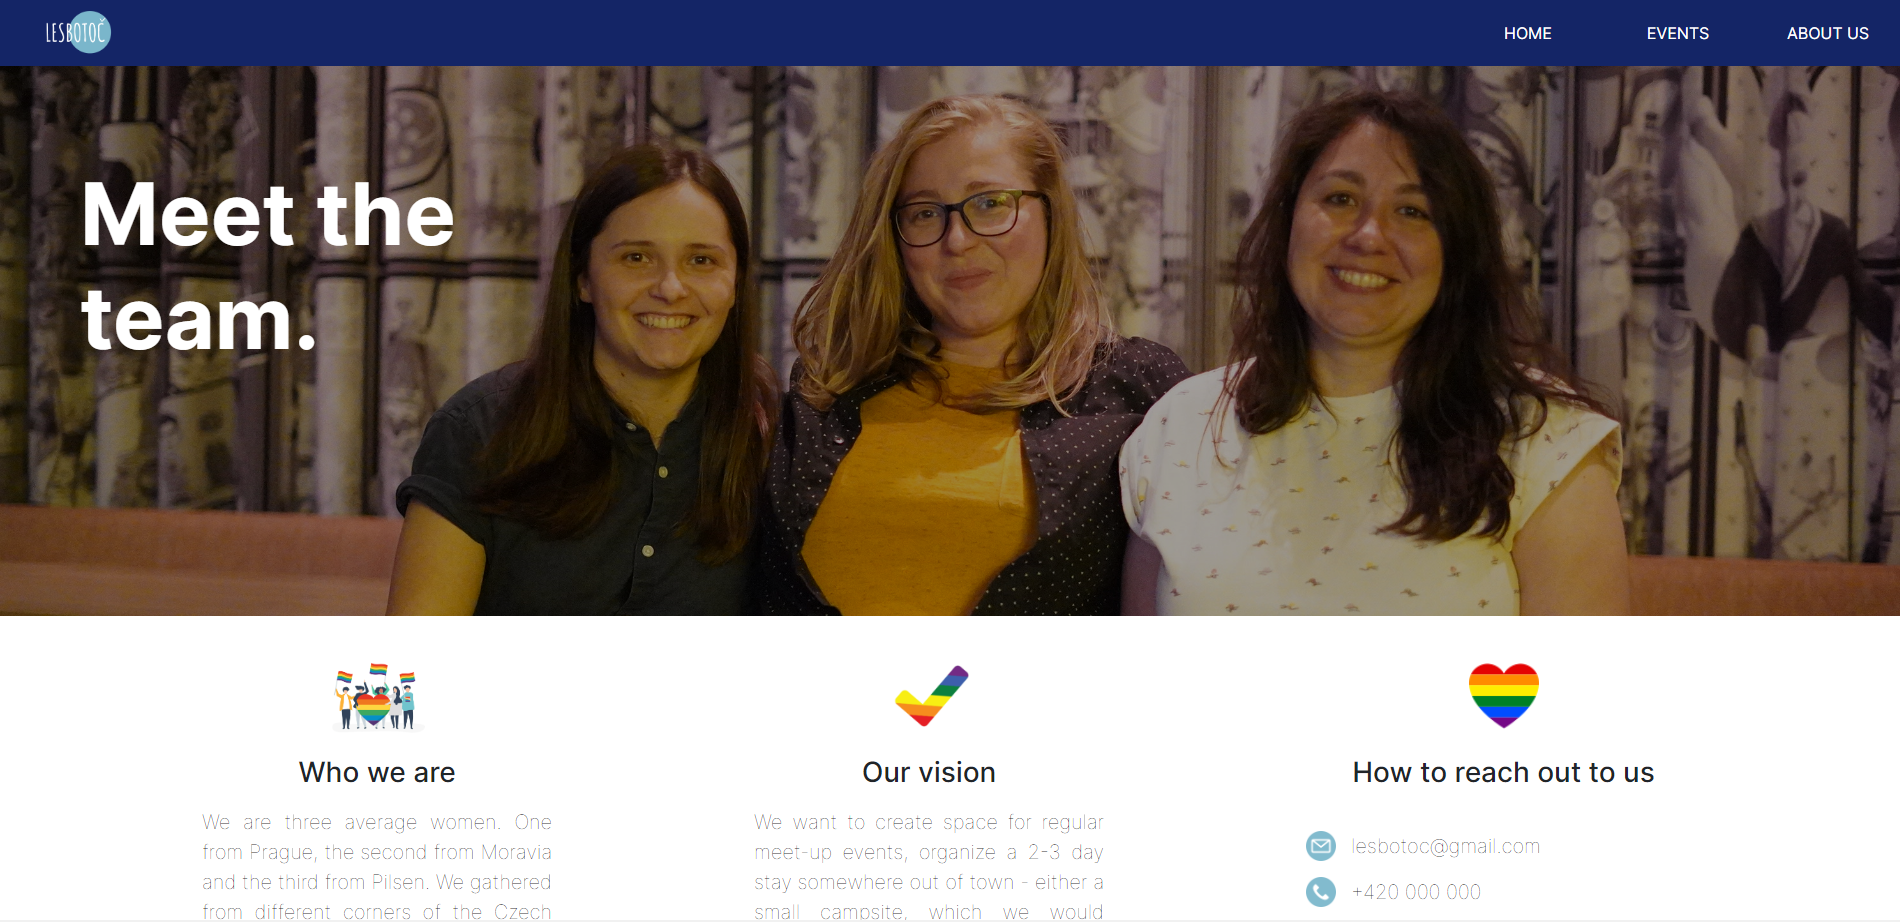 LESBOTOČ
HOME
EVENTS
ABOUT US
Meet the
team.
Who we are
We are three average women. One
from Prague, the second from Moravia
and the third from Pilsen. We gathered
from different corners of the Czech
Our vision
We want to create space for regular
meet-up events, organize a 2-3 day
stay somewhere out of town - either a
small campsite, which we would
How to reach out to us
lesbotoc@gmail.com
+420 000 000